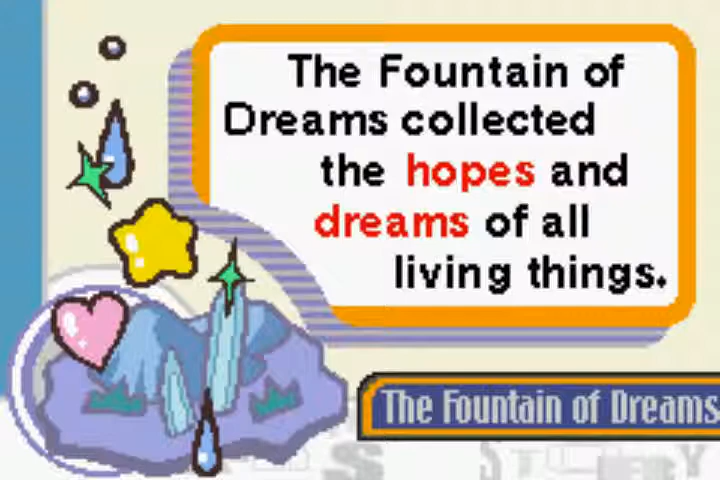 The Fountain of
Dreams collected
the hopes and
dreams of all
living things.
The Fountain of Dreams